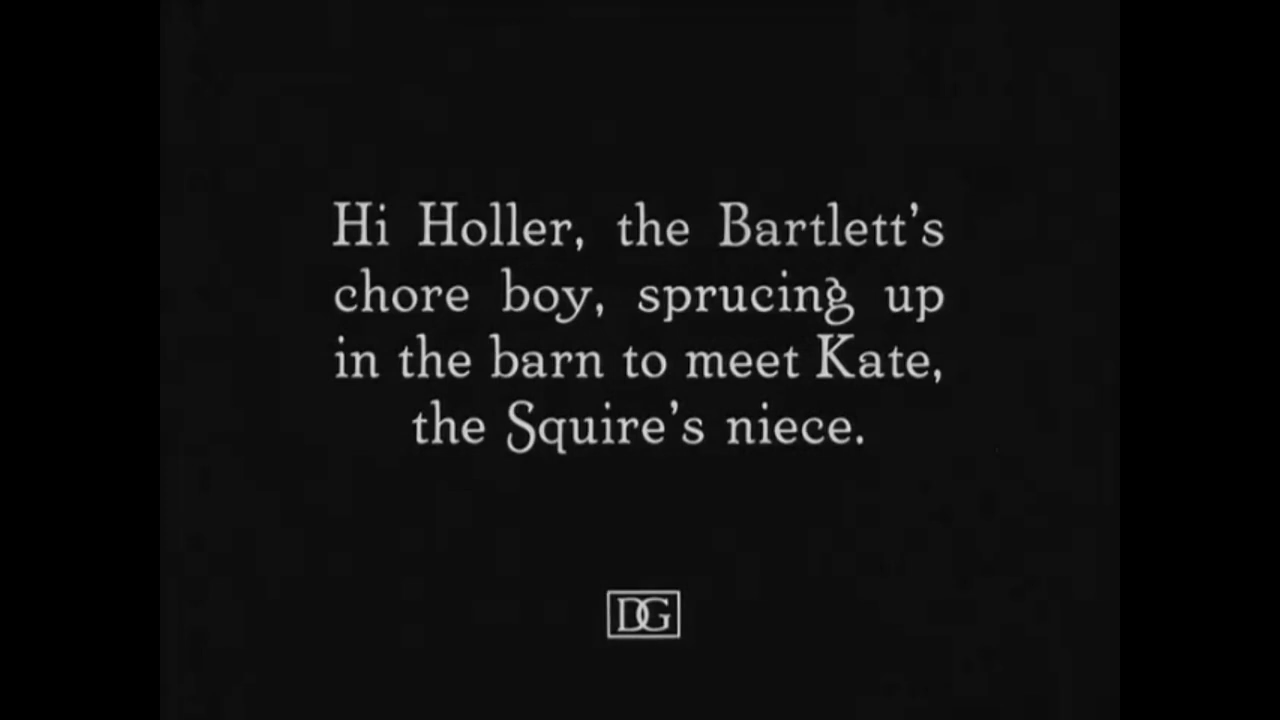 Hi Holler, the Bartlett's
chore boy, sprucing up
in the barn to meet Kate,
the Squire's niece.
DG